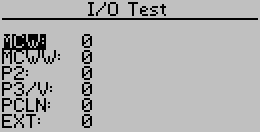 I/O Test
MCW: 0
MCWW: 0
P2: 0
P3/V: 0
PCLN: 0
EXT: 0